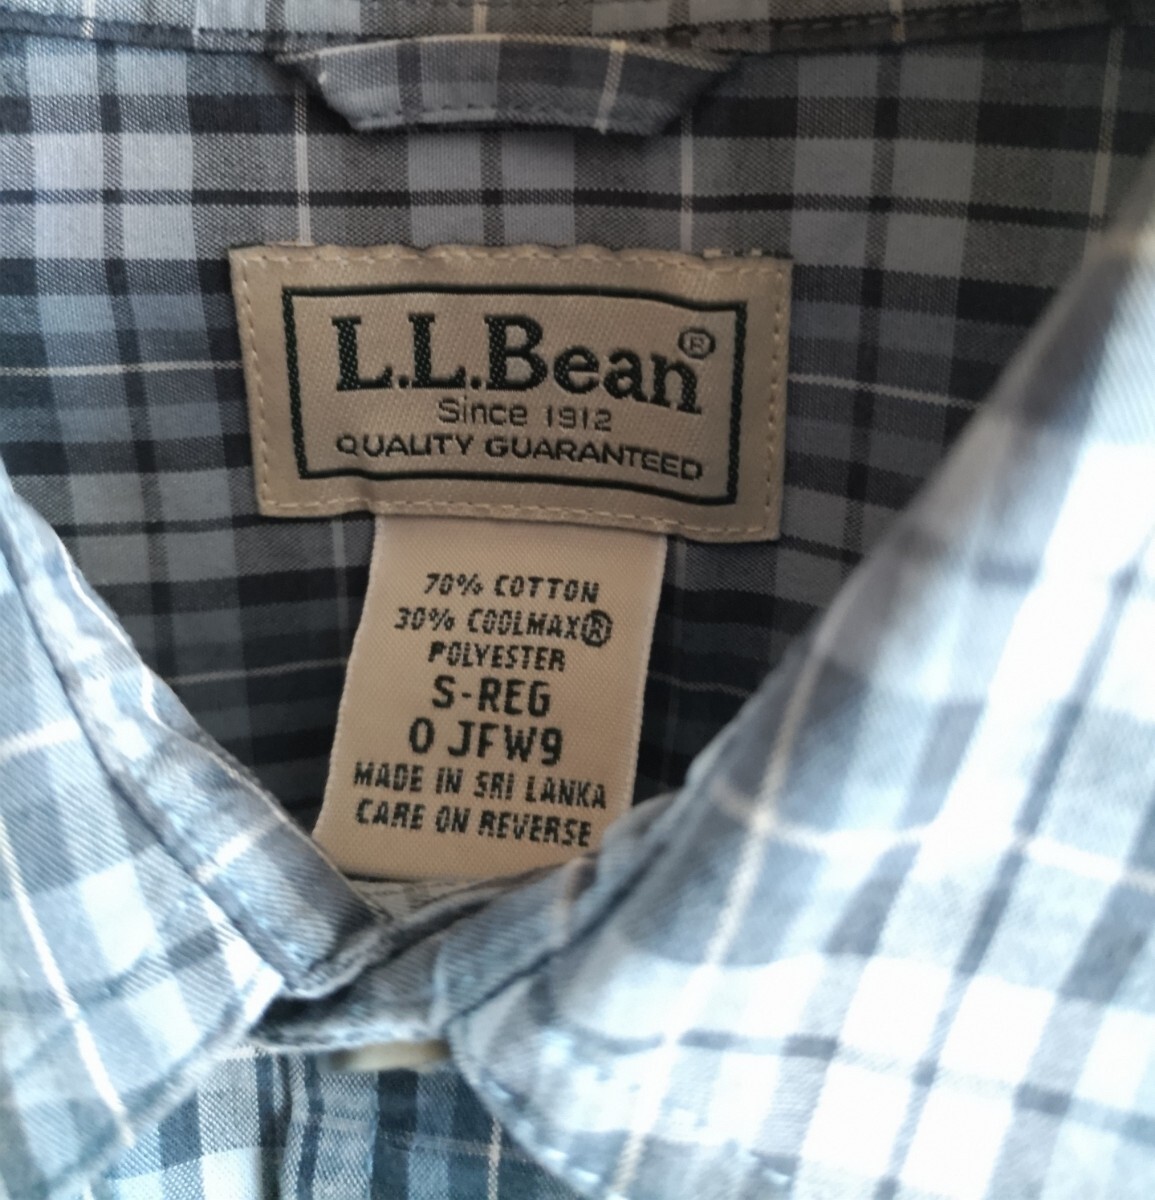 L.L.Bean®
Since 1912
QUALITY GUARANTEED
70% COTTON
30% COOLMAX®
POLYESTER
S-REG
0 JFW9
MADE IN SRI LANKA
CARE ON REVERSE